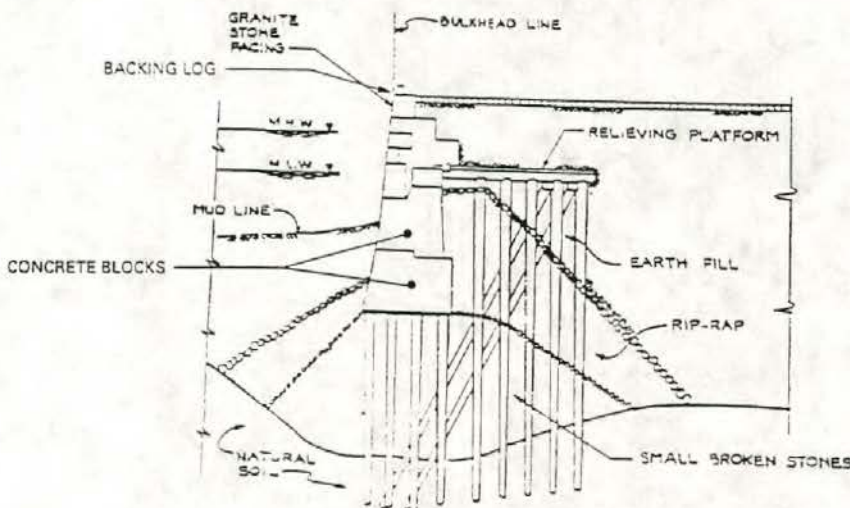 GRANITE
STONE
FACING
BULKHEAD LINE
BACKING LOG
M.H.W.
M.L.W.
RELIEVING PLATFORM
MUD LINE
CONCRETE BLOCKS
EARTH FILL
RIP-RAP
NATURAL
SOIL
SMALL BROKEN STONES